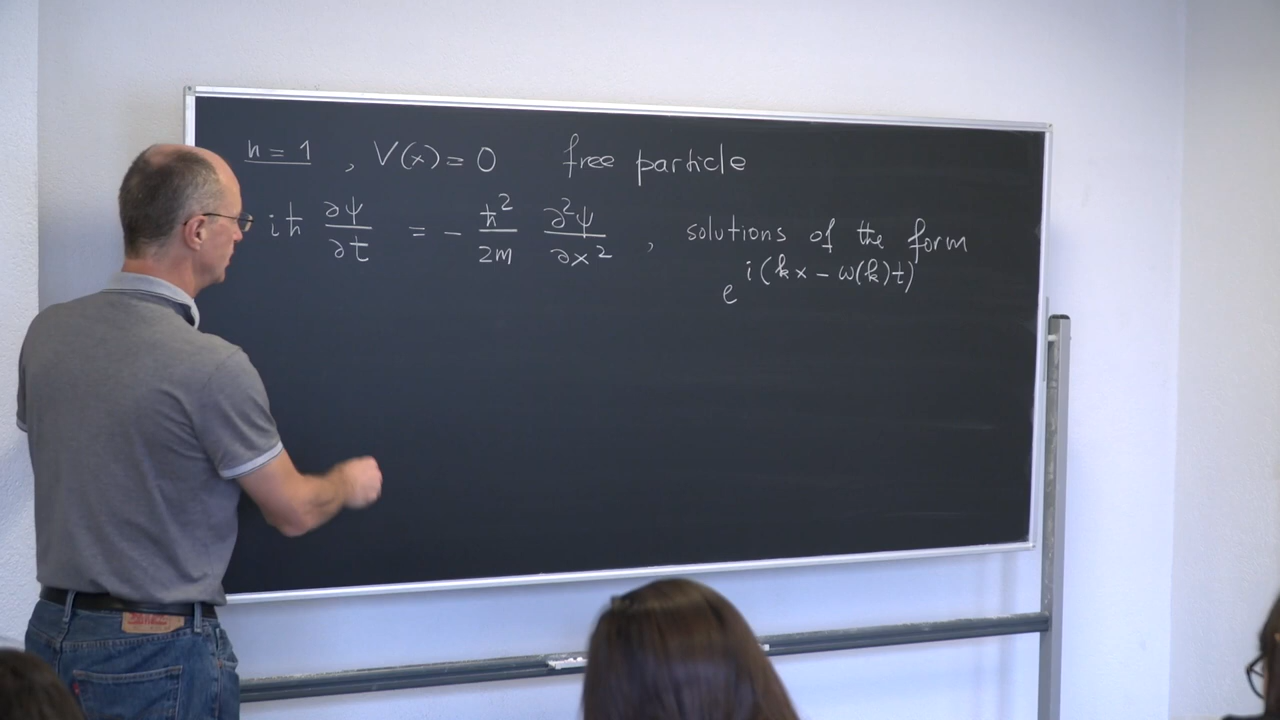 n = 1 , V(x) = 0 free particle
iħ ∂ψ/∂t = - ħ²/2m ∂²ψ/∂x² , solutions of the form
e^{i(kx - ω(k)t)}